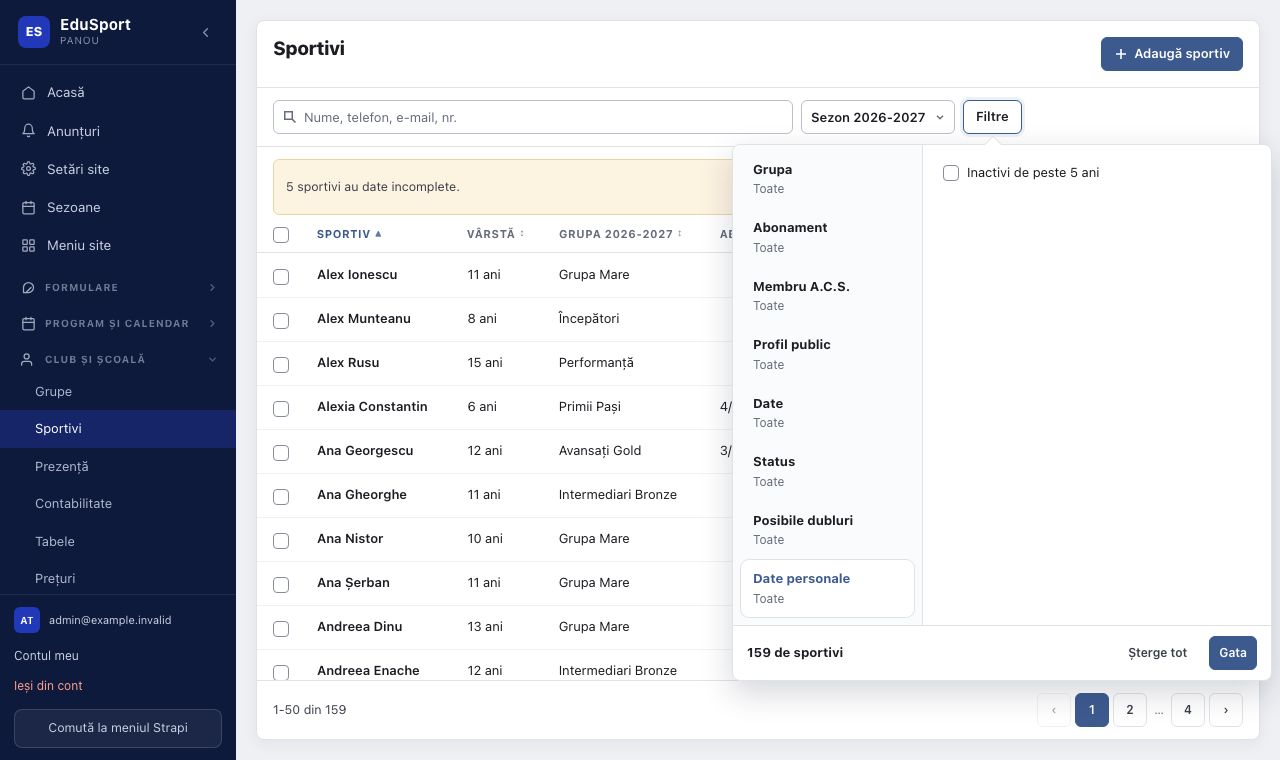 ES
EduSport
PANOU
Acasă
Anunțuri
Setări site
Sezoane
Meniu site
FORMULARE
PROGRAM ȘI CALENDAR
CLUB ȘI ȘCOALĂ
Grupe
Sportivi
Prezență
Contabilitate
Tabele
Prețuri
AT admin@example.invalid
Contul meu
Ieși din cont
Comută la meniul Strapi
Sportivi
+ Adaugă sportiv
Nume, telefon, e-mail, nr.
Sezon 2026-2027
Filtre
5 sportivi au date incomplete.
SPORTIV ▲ VÂRSTĂ GRUPA 2026-2027
Alex Ionescu 11 ani Grupa Mare
Alex Munteanu 8 ani Începători
Alex Rusu 15 ani Performanță
Alexia Constantin 6 ani Primii Pași 4/
Ana Georgescu 12 ani Avansați Gold 3/
Ana Gheorghe 11 ani Intermediari Bronze
Ana Nistor 10 ani Grupa Mare
Ana Șerban 11 ani Grupa Mare
Andreea Dinu 13 ani Grupa Mare
Andreea Enache 12 ani Intermediari Bronze
1-50 din 159
‹ 1 2 … 4 ›
Grupa
Toate
Abonament
Toate
Membru A.C.S.
Toate
Profil public
Toate
Date
Toate
Status
Toate
Posibile dubluri
Toate
Date personale
Toate
Inactivi de peste 5 ani
159 de sportivi
Șterge tot
Gata